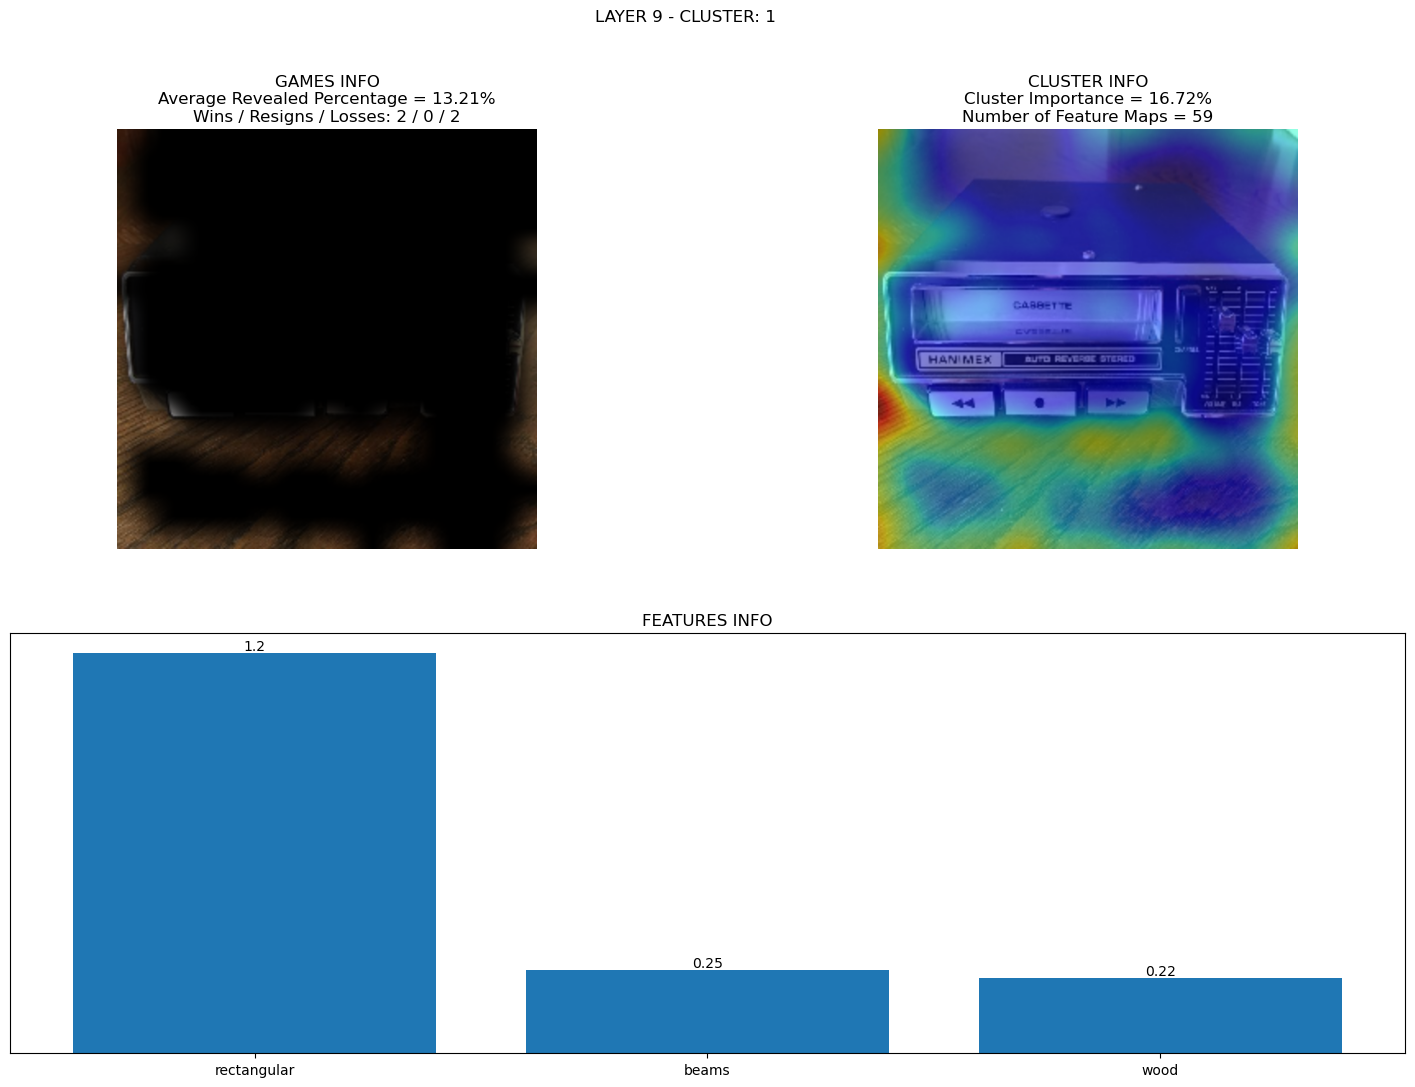 LAYER 9 - CLUSTER: 1
GAMES INFO
Average Revealed Percentage = 13.21%
Wins / Resigns / Losses: 2 / 0 / 2
CLUSTER INFO
Cluster Importance = 16.72%
Number of Feature Maps = 59
CASSETTE
HANIMEX AUTO REVERSE STEREO
FEATURES INFO
1.2
0.25
0.22
rectangular
beams
wood